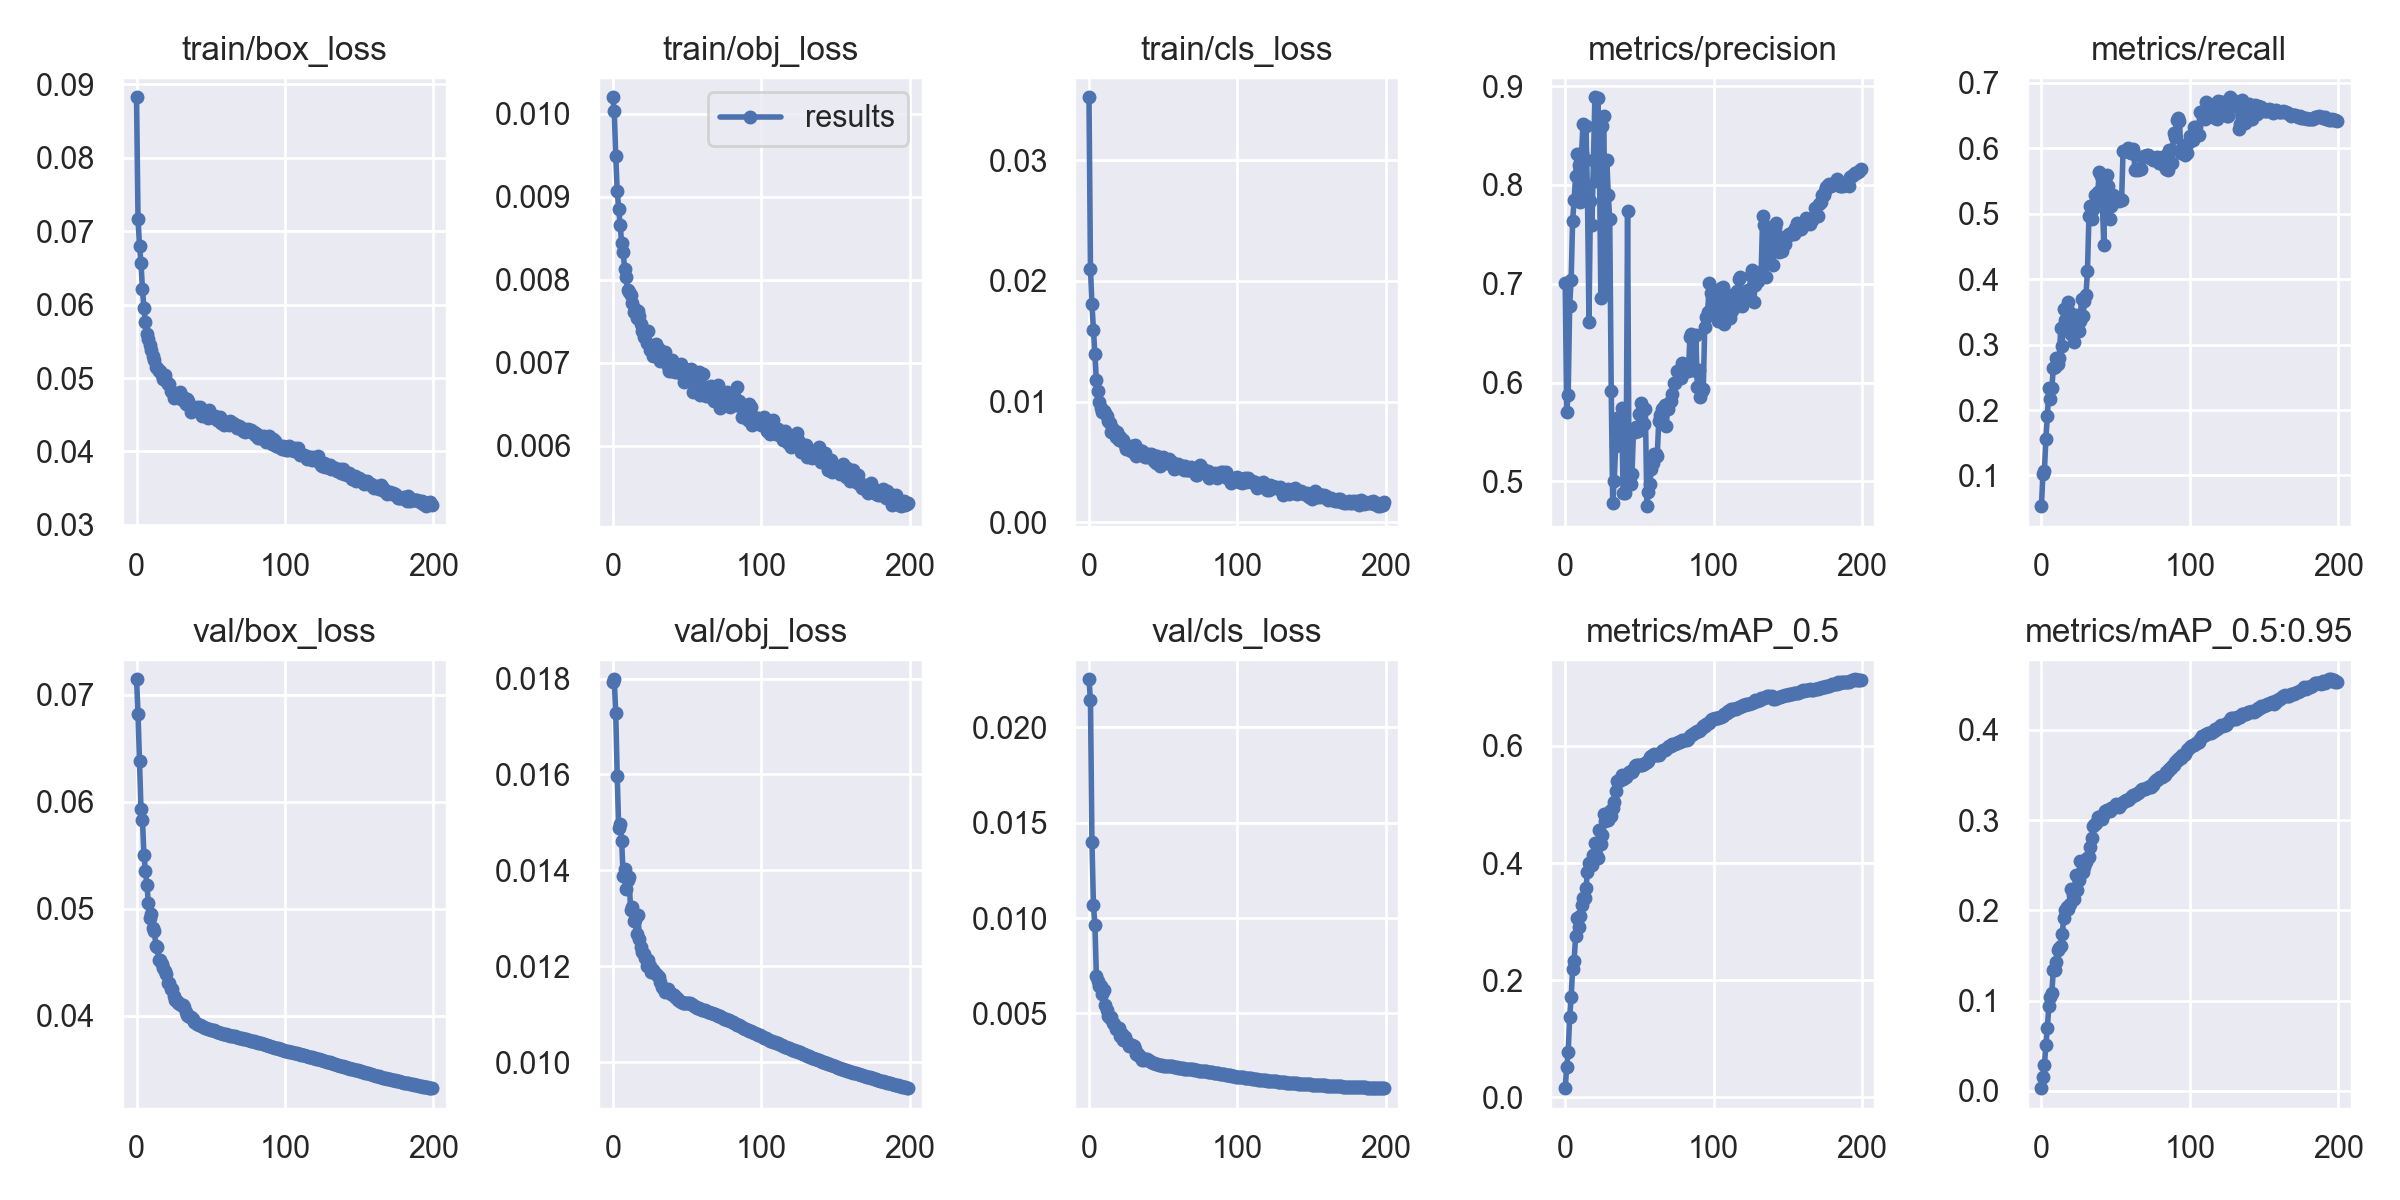 train/box_loss
0.09
0.08
0.07
0.06
0.05
0.04
0.03
0 100 200
train/obj_loss
results
0.010
0.009
0.008
0.007
0.006
0 100 200
train/cls_loss
0.03
0.02
0.01
0.00
0 100 200
metrics/precision
0.9
0.8
0.7
0.6
0.5
0 100 200
metrics/recall
0.7
0.6
0.5
0.4
0.3
0.2
0.1
0 100 200
val/box_loss
0.07
0.06
0.05
0.04
0 100 200
val/obj_loss
0.018
0.016
0.014
0.012
0.010
0 100 200
val/cls_loss
0.020
0.015
0.010
0.005
0 100 200
metrics/mAP_0.5
0.6
0.4
0.2
0.0
0 100 200
metrics/mAP_0.5:0.95
0.4
0.3
0.2
0.1
0.0
0 100 200